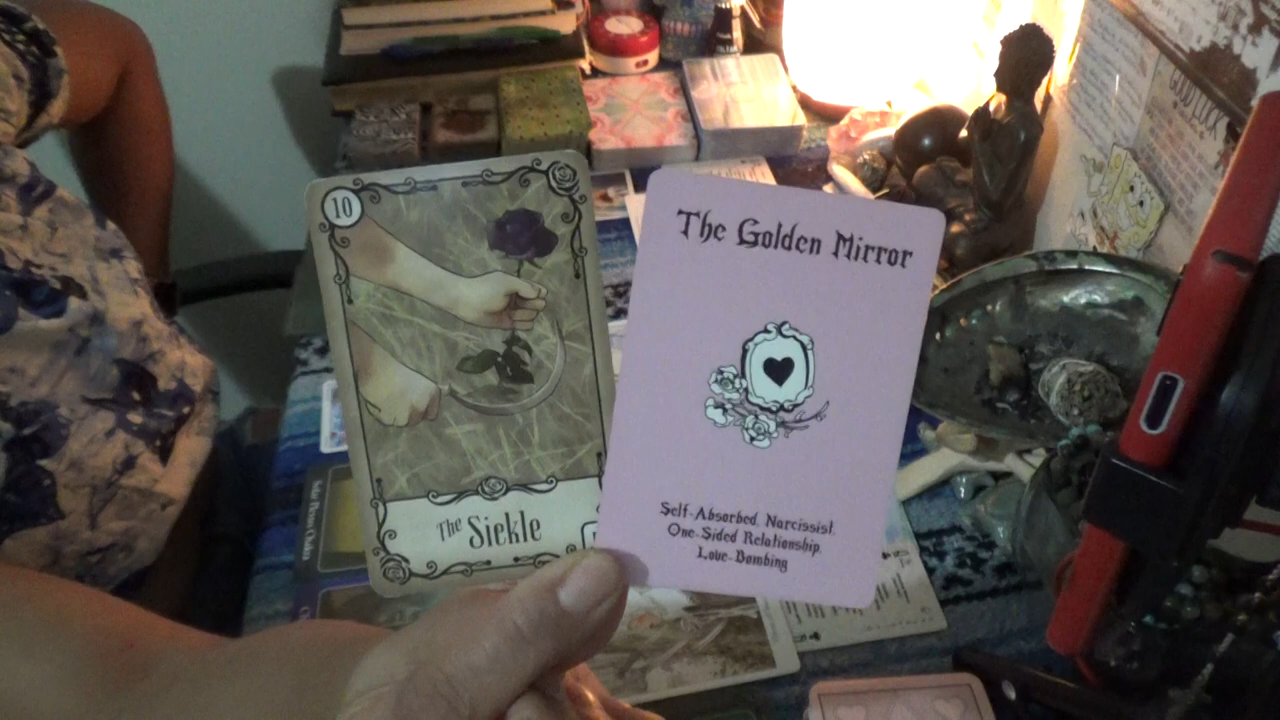 10
The Sickle
The Golden Mirror
Self-Absorbed, Narcissist,
One-Sided Relationship,
Love-Bombing
GOOD LUCK